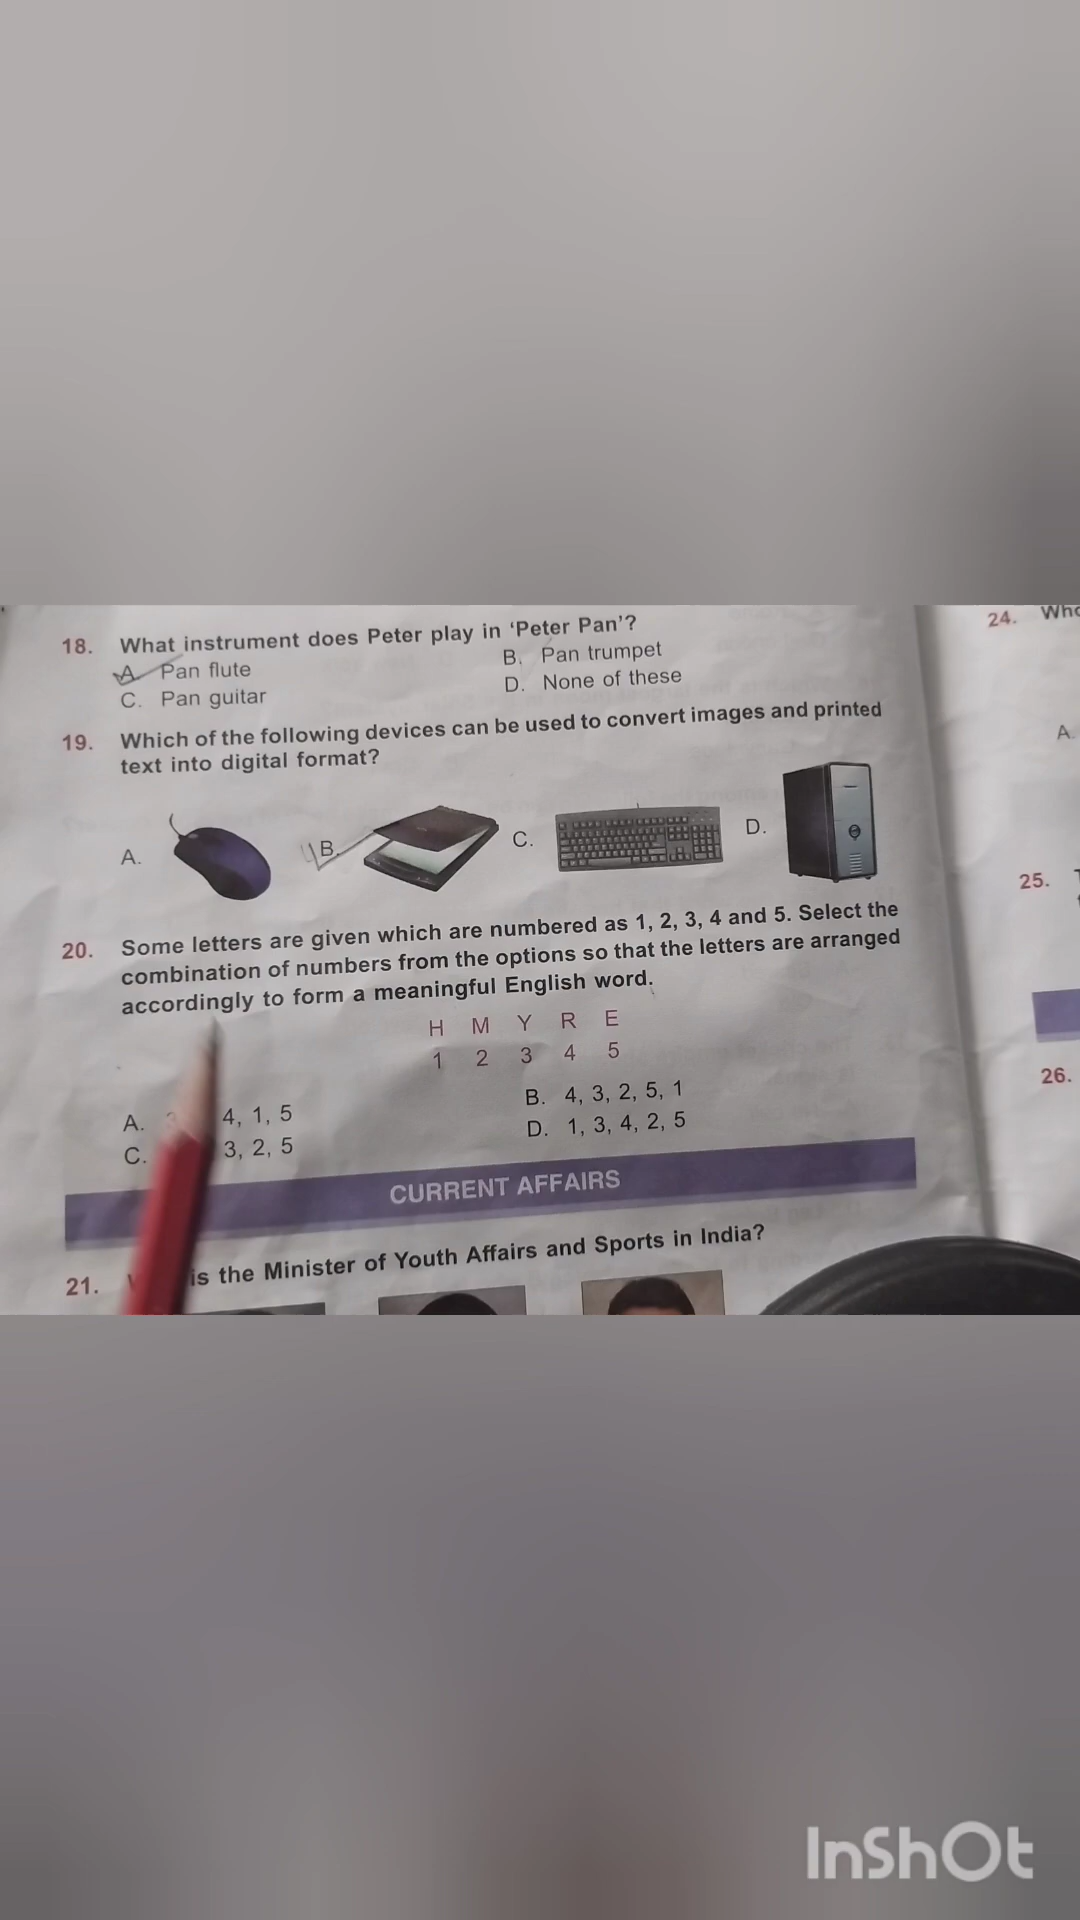 18. What instrument does Peter play in ‘Peter Pan’?
A. Pan flute B. Pan trumpet
C. Pan guitar D. None of these
19. Which of the following devices can be used to convert images and printed
text into digital format?
A. B. C. D.
20. Some letters are given which are numbered as 1, 2, 3, 4 and 5. Select the
combination of numbers from the options so that the letters are arranged
accordingly to form a meaningful English word.
H M Y R E
1 2 3 4 5
A. 4, 1, 5 B. 4, 3, 2, 5, 1
C. 3, 2, 5 D. 1, 3, 4, 2, 5
CURRENT AFFAIRS
21. is the Minister of Youth Affairs and Sports in India?
24.
A.
25.
26.
InShOt